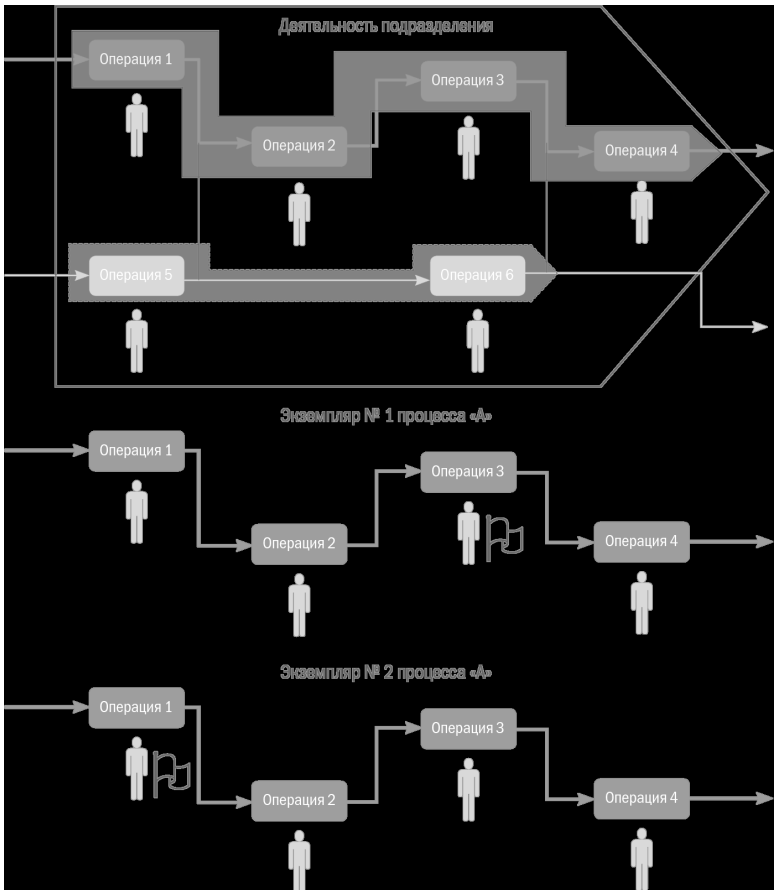 Деятельность подразделения
Операция 1
Операция 3
Операция 2
Операция 4
Операция 5
Операция 6
Экземпляр № 1 процесса «А»
Операция 1
Операция 3
Операция 2
Операция 4
Экземпляр № 2 процесса «А»
Операция 1
Операция 3
Операция 2
Операция 4